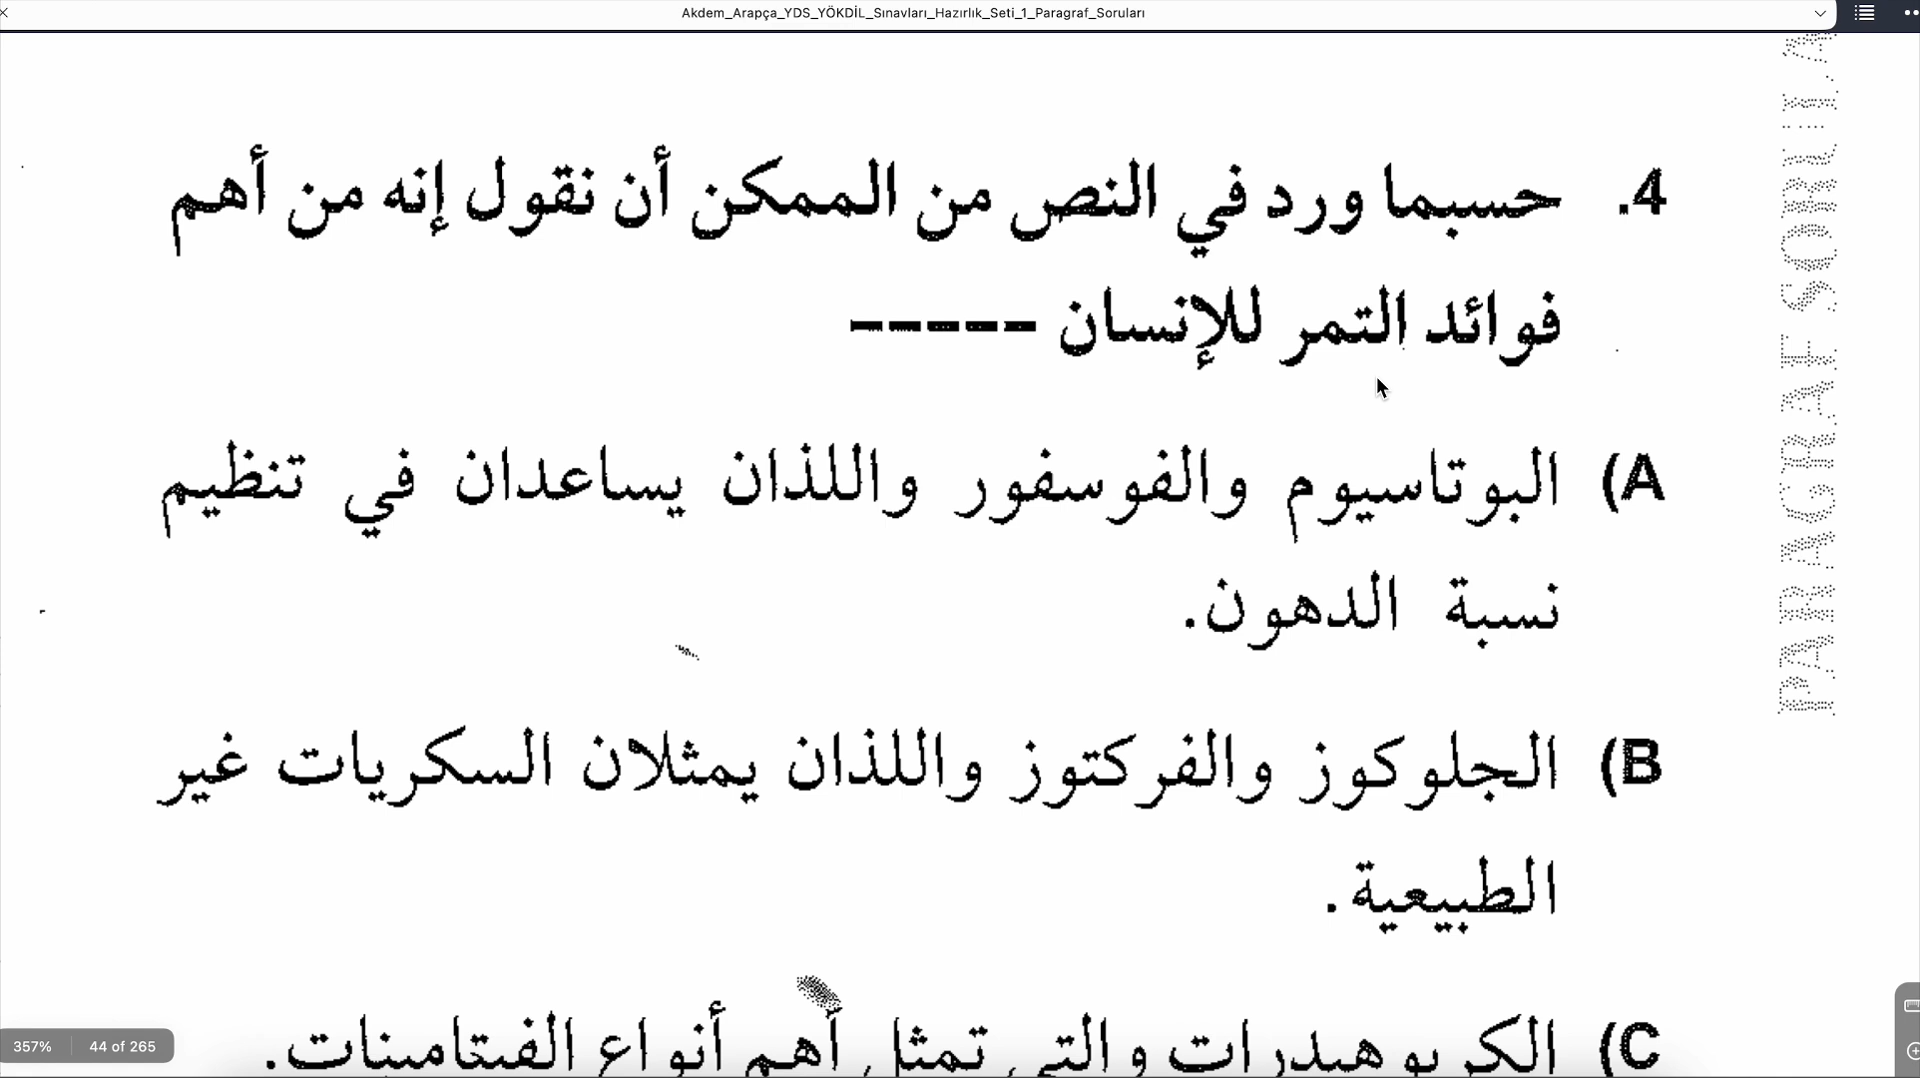 Akdem_Arapça_YDS_YÖKDİL_Sınavları_Hazırlık_Seti_1_Paragraf_Soruları
4. حسبما ورد في النص من الممكن أن نقول إنه من أهم
فوائد التمر للإنسان -----
A) البوتاسيوم والفوسفور واللذان يساعدان في تنظيم
نسبة الدهون.
B) الجلوكوز والفركتوز واللذان يمثلان السكريات غير
الطبيعية.
C) الكربوهيدرات والتي تمثل أهم أنواع الفيتامينات.
PARAGRAF SORULA
357% 44 of 265